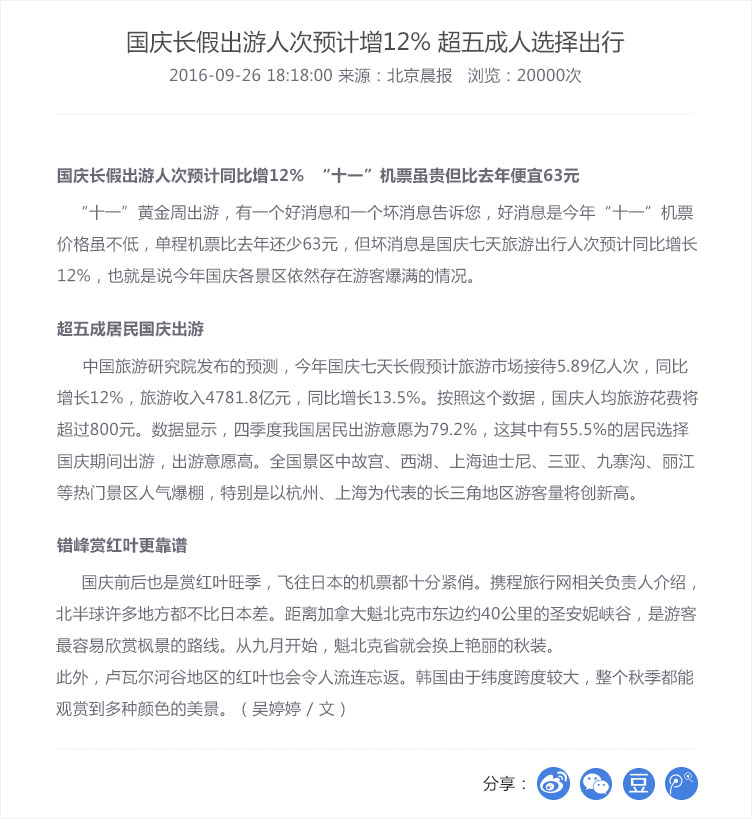 国庆长假出游人次预计增12% 超五成人选择出行
2016-09-26 18:18:00 来源：北京晨报 浏览：20000次
国庆长假出游人次预计同比增12% “十一”机票虽贵但比去年便宜63元
“十一”黄金周出游，有一个好消息和一个坏消息告诉您，好消息是今年“十一”机票
价格虽不低，单程机票比去年还少63元，但坏消息是国庆七天旅游出行人次预计同比增长
12%，也就是说今年国庆各景区依然存在游客爆满的情况。
超五成居民国庆出游
中国旅游研究院发布的预测，今年国庆七天长假预计旅游市场接待5.89亿人次，同比
增长12%，旅游收入4781.8亿元，同比增长13.5%。按照这个数据，国庆人均旅游花费将
超过800元。数据显示，四季度我国居民出游意愿为79.2%，这其中有55.5%的居民选择
国庆期间出游，出游意愿高。全国景区中故宫、西湖、上海迪士尼、三亚、九寨沟、丽江
等热门景区人气爆棚，特别是以杭州、上海为代表的长三角地区游客量将创新高。
错峰赏红叶更靠谱
国庆前后也是赏红叶旺季，飞往日本的机票都十分紧俏。携程旅行网相关负责人介绍，
北半球许多地方都不比日本差。距离加拿大魁北克市东边约40公里的圣安妮峡谷，是游客
最容易欣赏枫景的路线。从九月开始，魁北克省就会换上艳丽的秋装。
此外，卢瓦尔河谷地区的红叶也会令人流连忘返。韩国由于纬度跨度较大，整个秋季都能
观赏到多种颜色的美景。（吴婷婷 / 文）
分享：
豆